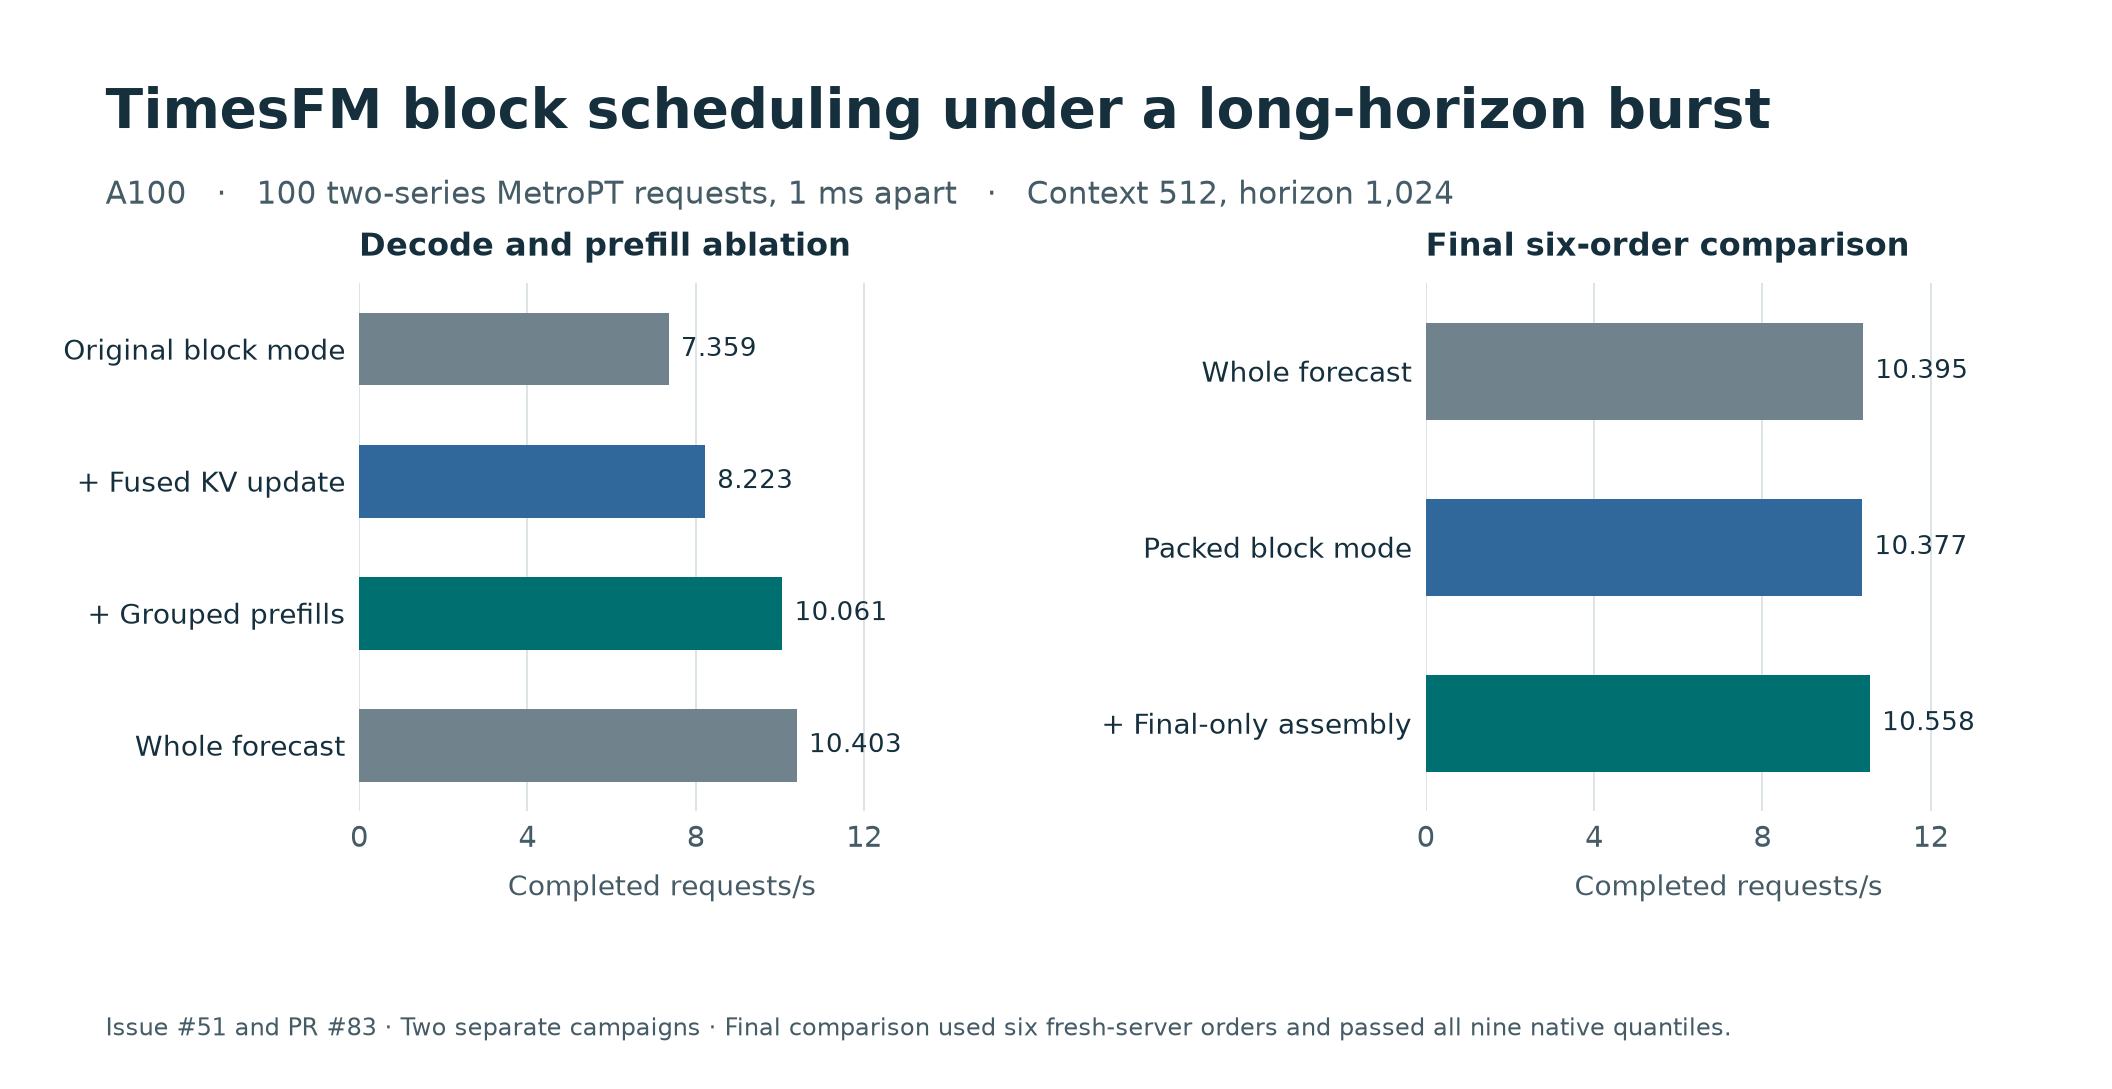 TimesFM block scheduling under a long-horizon burst
A100 · 100 two-series MetroPT requests, 1 ms apart · Context 512, horizon 1,024
Decode and prefill ablation
Original block mode 7.359
+ Fused KV update 8.223
+ Grouped prefills 10.061
Whole forecast 10.403
0 4 8 12
Completed requests/s
Final six-order comparison
Whole forecast 10.395
Packed block mode 10.377
+ Final-only assembly 10.558
0 4 8 12
Completed requests/s
Issue #51 and PR #83 · Two separate campaigns · Final comparison used six fresh-server orders and passed all nine native quantiles.